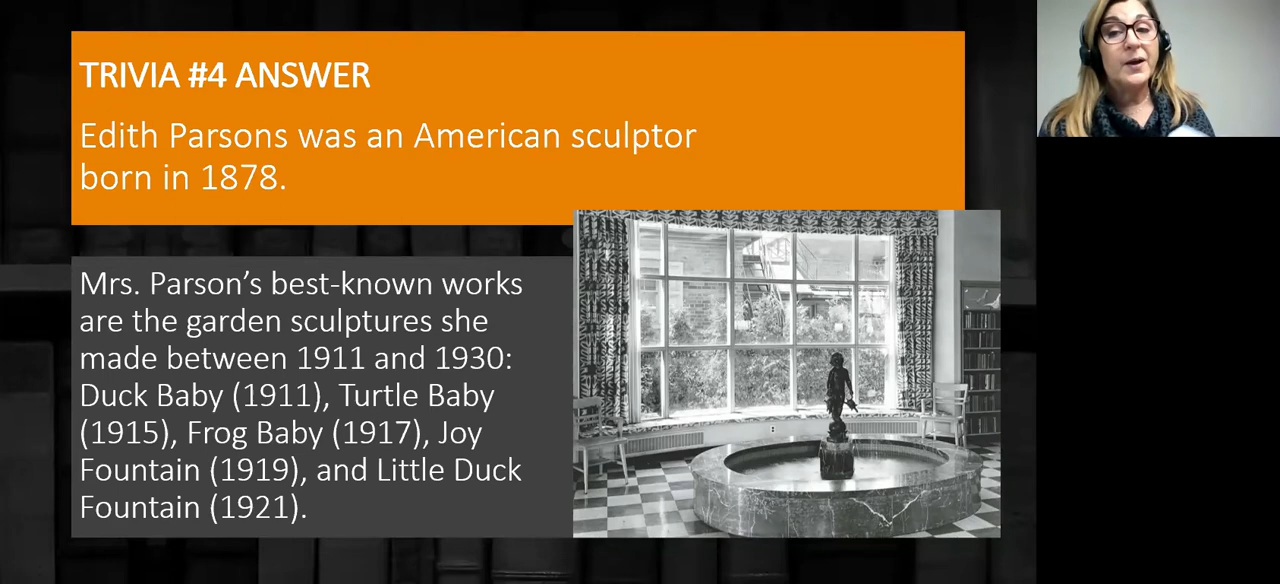 TRIVIA #4 ANSWER
Edith Parsons was an American sculptor
born in 1878.
Mrs. Parson’s best-known works
are the garden sculptures she
made between 1911 and 1930:
Duck Baby (1911), Turtle Baby
(1915), Frog Baby (1917), Joy
Fountain (1919), and Little Duck
Fountain (1921).